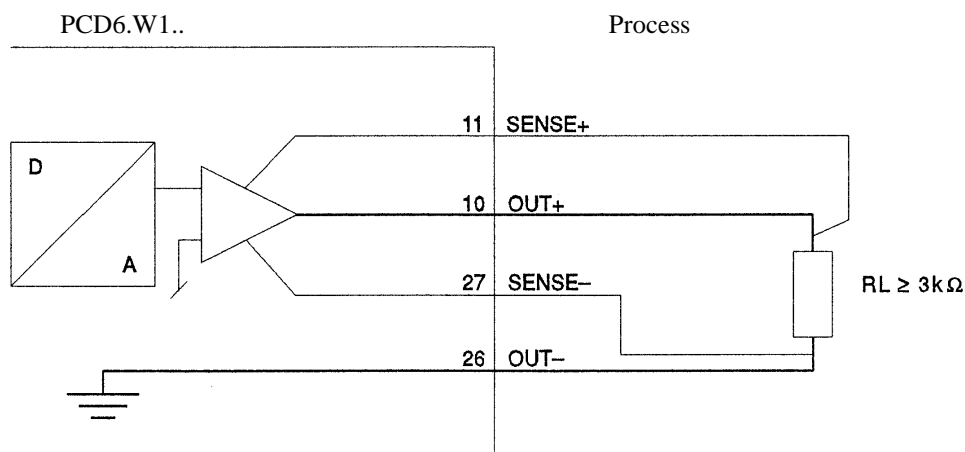 PCD6.W1.. Process
11 SENSE+
D
10 OUT+
A
27 SENSE–
RL ≥ 3kΩ
26 OUT–